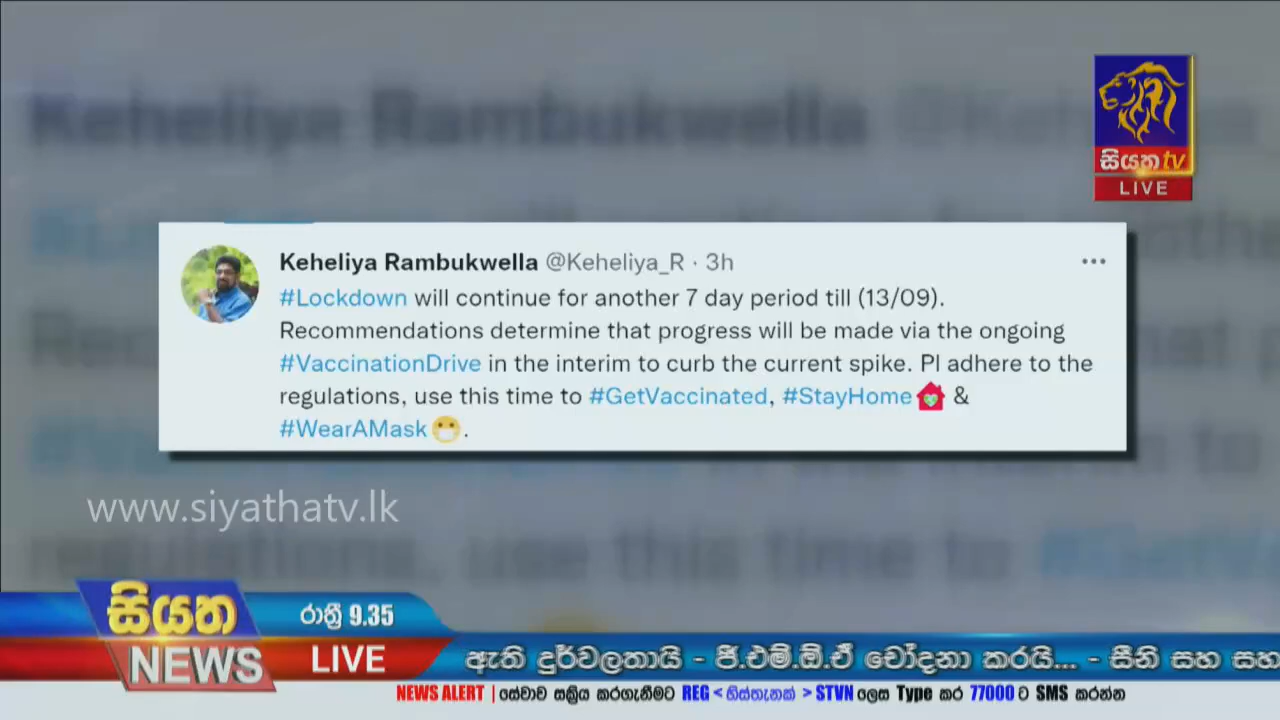 සියත tv
LIVE
Keheliya Rambukwella @Keheliya_R · 3h
#Lockdown will continue for another 7 day period till (13/09).
Recommendations determine that progress will be made via the ongoing
#VaccinationDrive in the interim to curb the current spike. Pl adhere to the
regulations, use this time to #GetVaccinated, #StayHome &
#WearAMask😷.
www.siyathatv.lk
සියත
NEWS
රාත්‍රී 9.35
LIVE
ඇති දුර්වලතායි - ජී.එම්.ඕ.ඒ චෝදනා කරයි... - සීනි සහ සහ
NEWS ALERT | සේවාව සක්‍රීය කරගැනීමට REG < හිස්තැනක් > STVN ලෙස Type කර 77000 ට SMS කරන්න